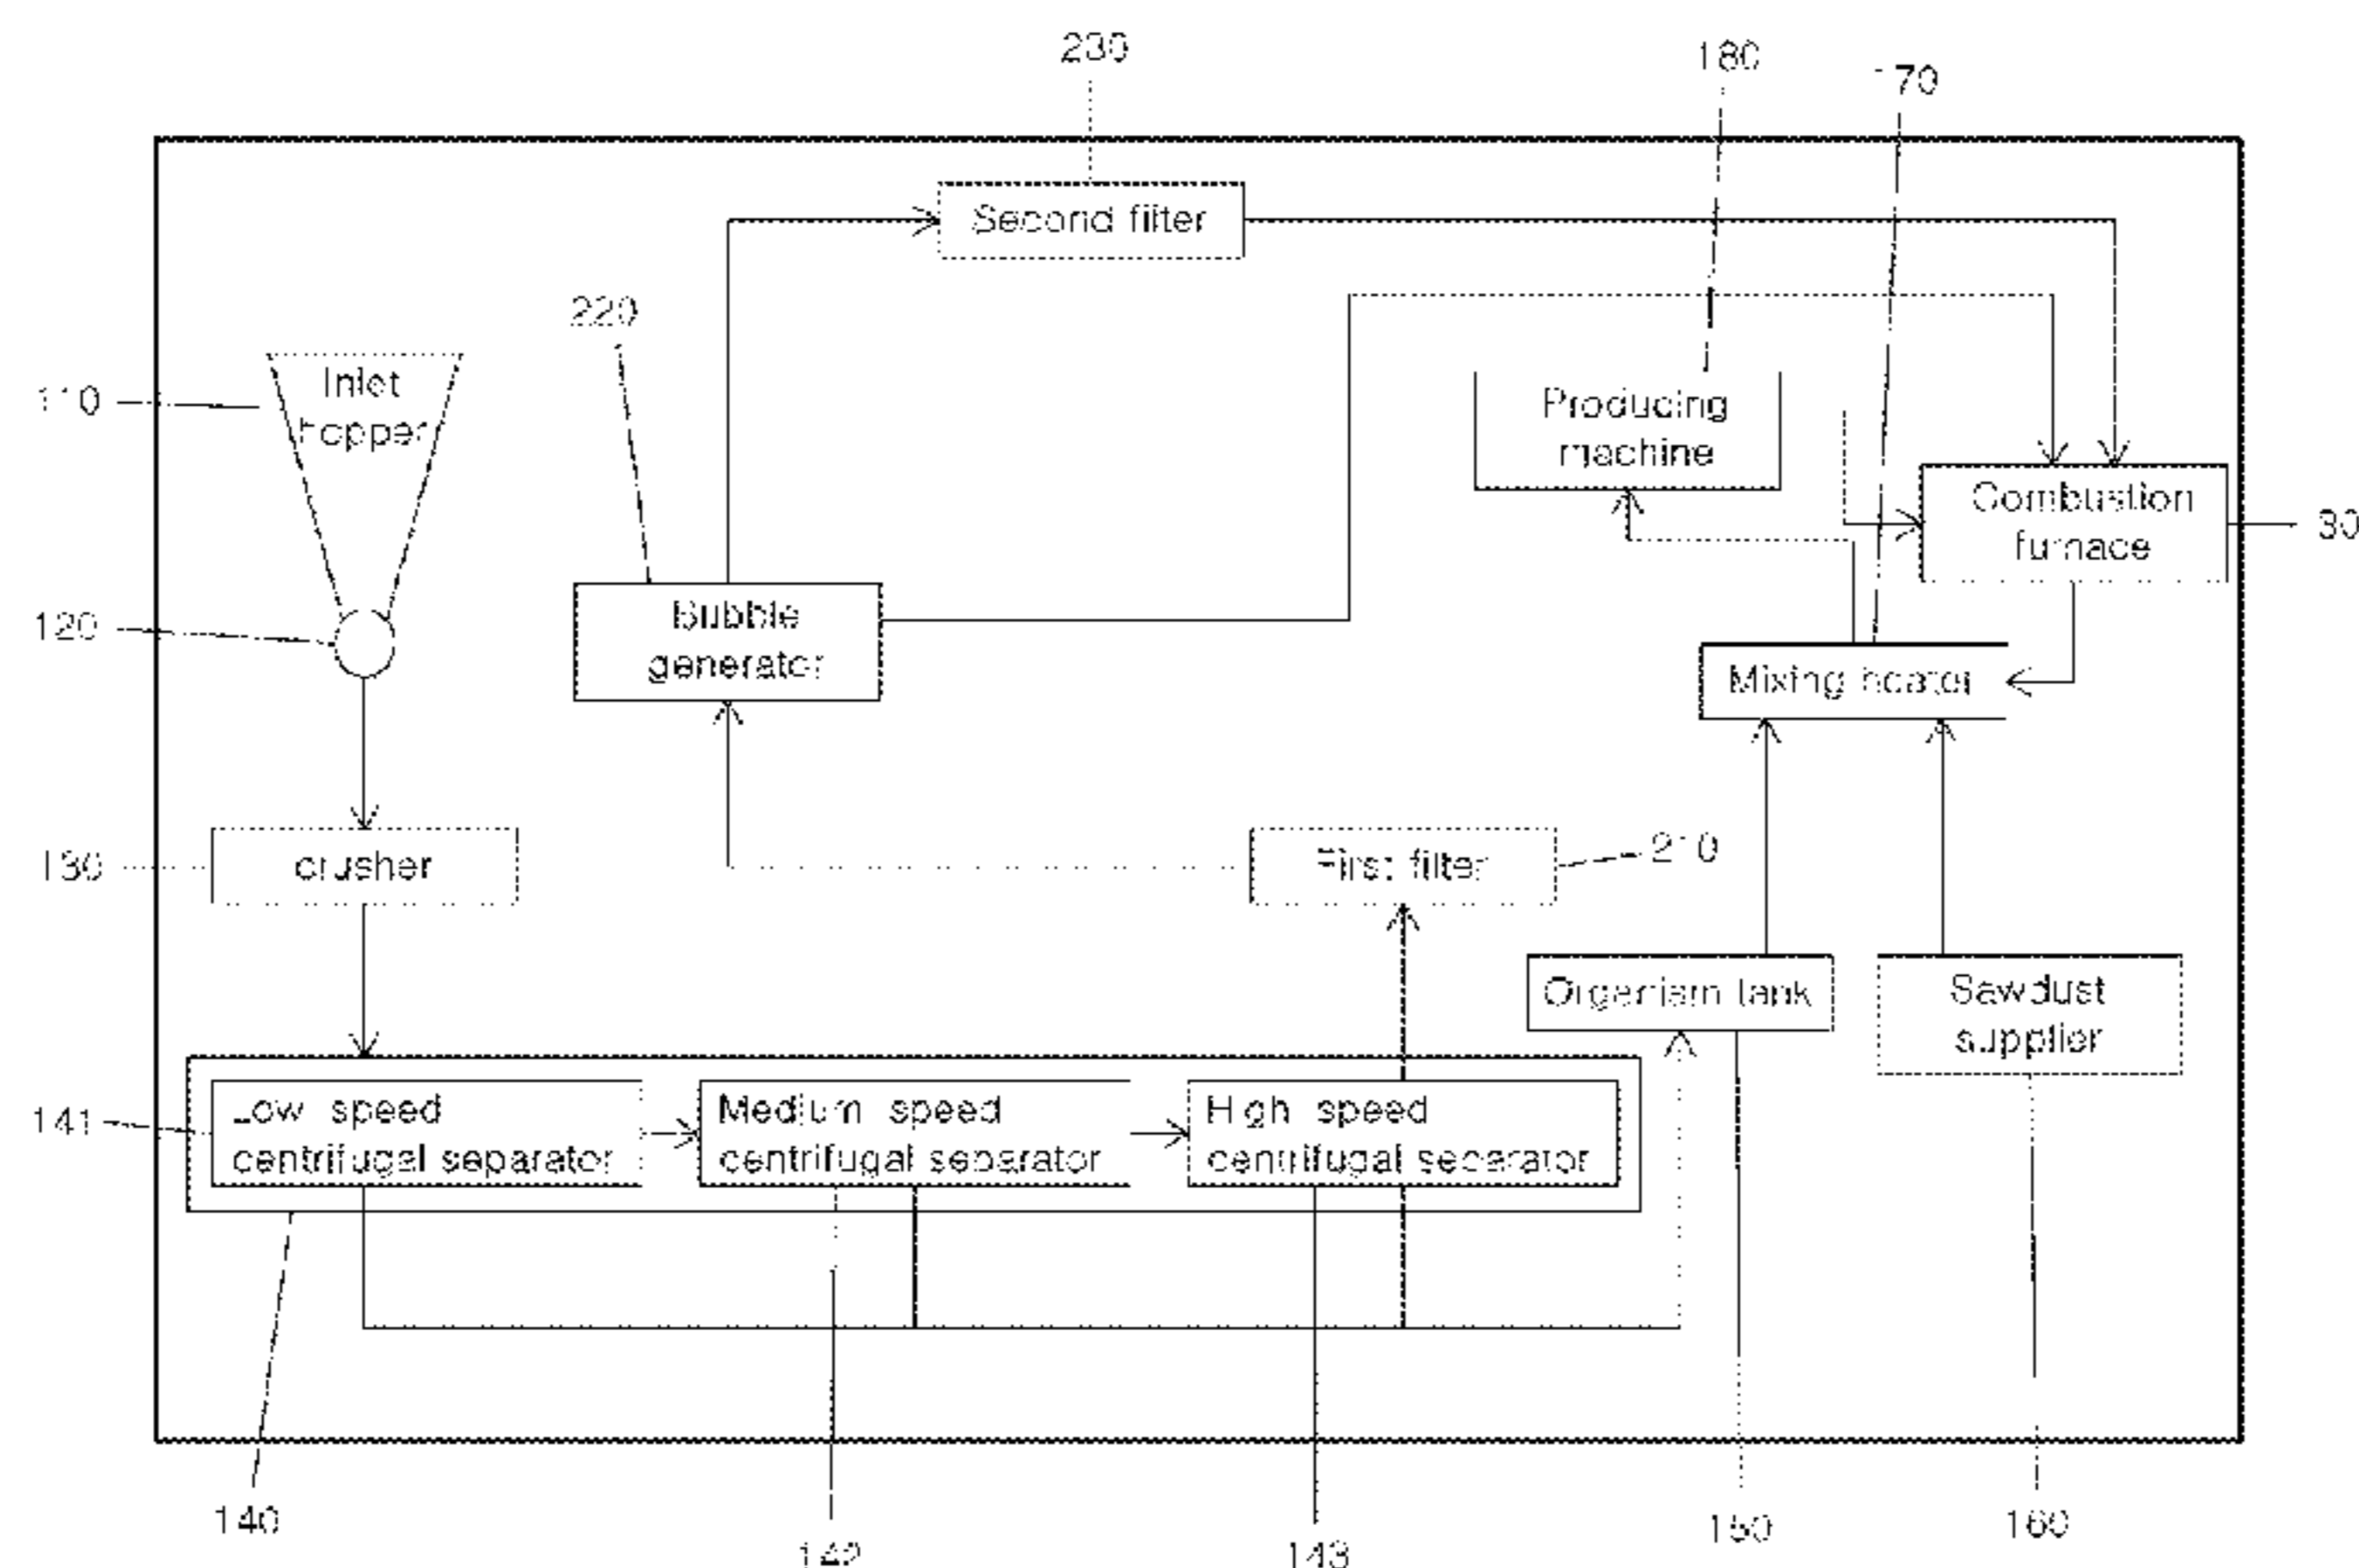 230
180
170
Second filter
220
110
Inlet
hopper
Producing
machine
Combustion
furnace
30
120
Bubble
generator
Mixing heater
130
crusher
First filter
210
Organism tank
Sawdust
supplier
141
Low speed
centrifugal separator
Medium speed
centrifugal separator
High speed
centrifugal separator
140
142
143
150
160